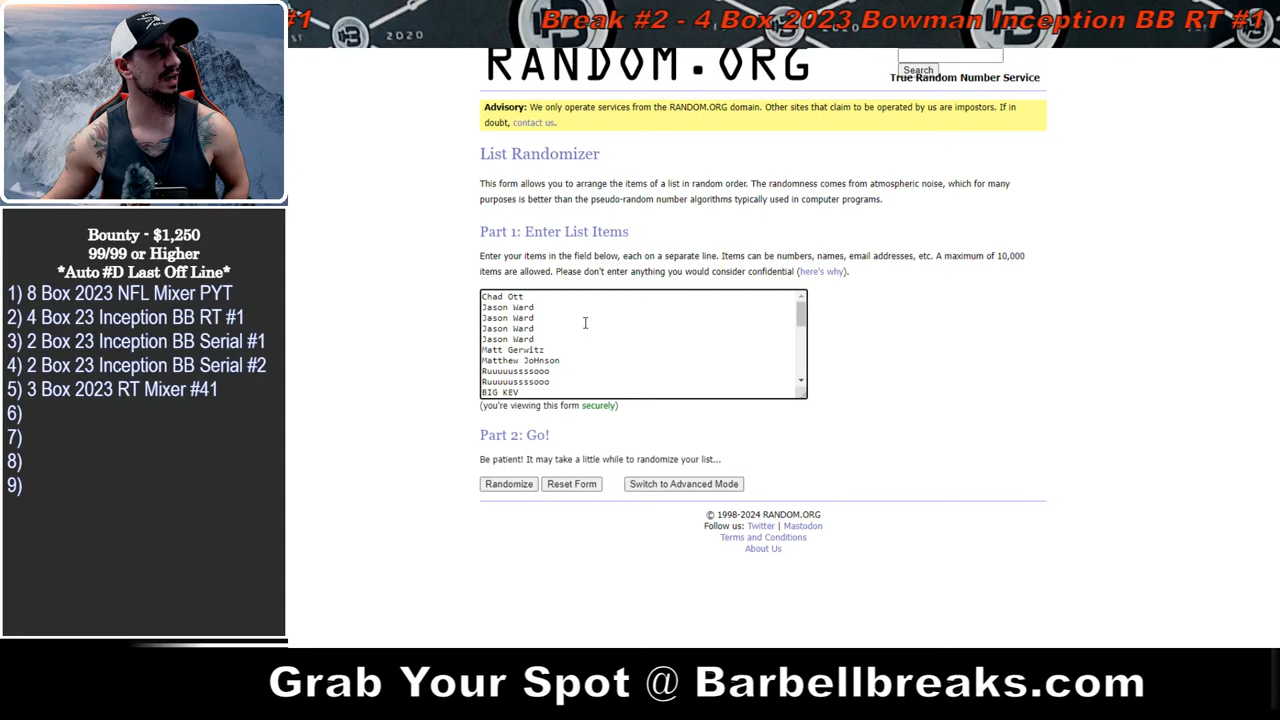 #1 Break #2 - 4 Box 2023 Bowman Inception BB RT #1
2020
RANDOM.ORG
Search
True Random Number Service
Advisory: We only operate services from the RANDOM.ORG domain. Other sites that claim to be operated by us are impostors. If in
doubt, contact us.
List Randomizer
This form allows you to arrange the items of a list in random order. The randomness comes from atmospheric noise, which for many
purposes is better than the pseudo-random number algorithms typically used in computer programs.
Part 1: Enter List Items
Enter your items in the field below, each on a separate line. Items can be numbers, names, email addresses, etc. A maximum of 10,000
items are allowed. Please don't enter anything you would consider confidential (here's why).
Chad Ott
Jason Ward
Jason Ward
Jason Ward
Jason Ward
Matt Gerwitz
Matthew JoHnson
Ruuuuussssooo
Ruuuuussssooo
BIG KEV
(you're viewing this form securely)
Part 2: Go!
Be patient! It may take a little while to randomize your list...
Randomize Reset Form Switch to Advanced Mode
© 1998-2024 RANDOM.ORG
Follow us: Twitter | Mastodon
Terms and Conditions
About Us
Bounty - $1,250
99/99 or Higher
*Auto #D Last Off Line*
1) 8 Box 2023 NFL Mixer PYT
2) 4 Box 23 Inception BB RT #1
3) 2 Box 23 Inception BB Serial #1
4) 2 Box 23 Inception BB Serial #2
5) 3 Box 2023 RT Mixer #41
6)
7)
8)
9)
Grab Your Spot @ Barbellbreaks.com